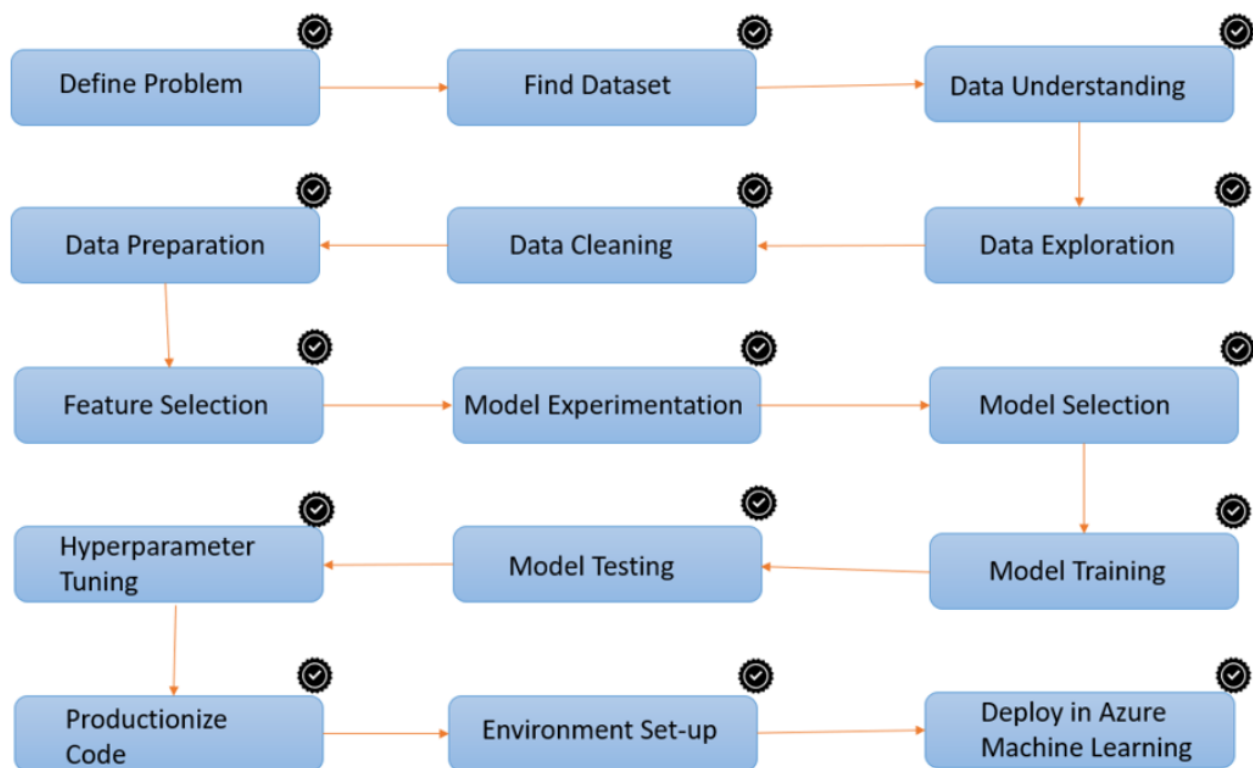 Define Problem
Find Dataset
Data Understanding
Data Preparation
Data Cleaning
Data Exploration
Feature Selection
Model Experimentation
Model Selection
Hyperparameter
Tuning
Model Testing
Model Training
Productionize
Code
Environment Set-up
Deploy in Azure
Machine Learning